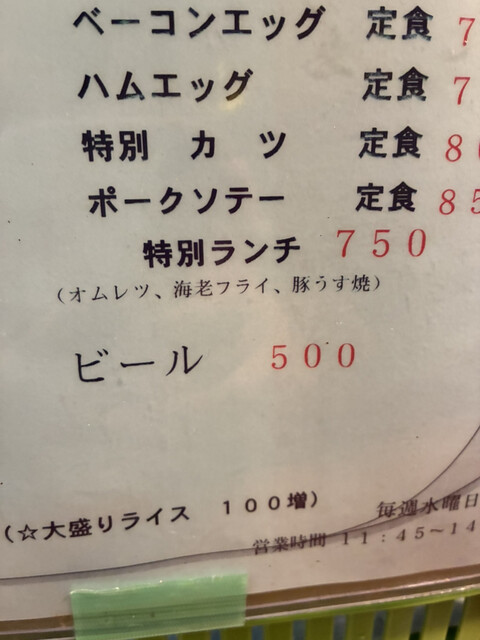 ベーコンエッグ 定食 7
ハムエッグ 定食 7
特別 カツ 定食 80
ポークソテー 定食 85
特別ランチ 750
(オムレツ、海老フライ、豚うす焼)
ビール 500
(☆大盛りライス 100増)
毎週水曜日
営業時間 11:45~14